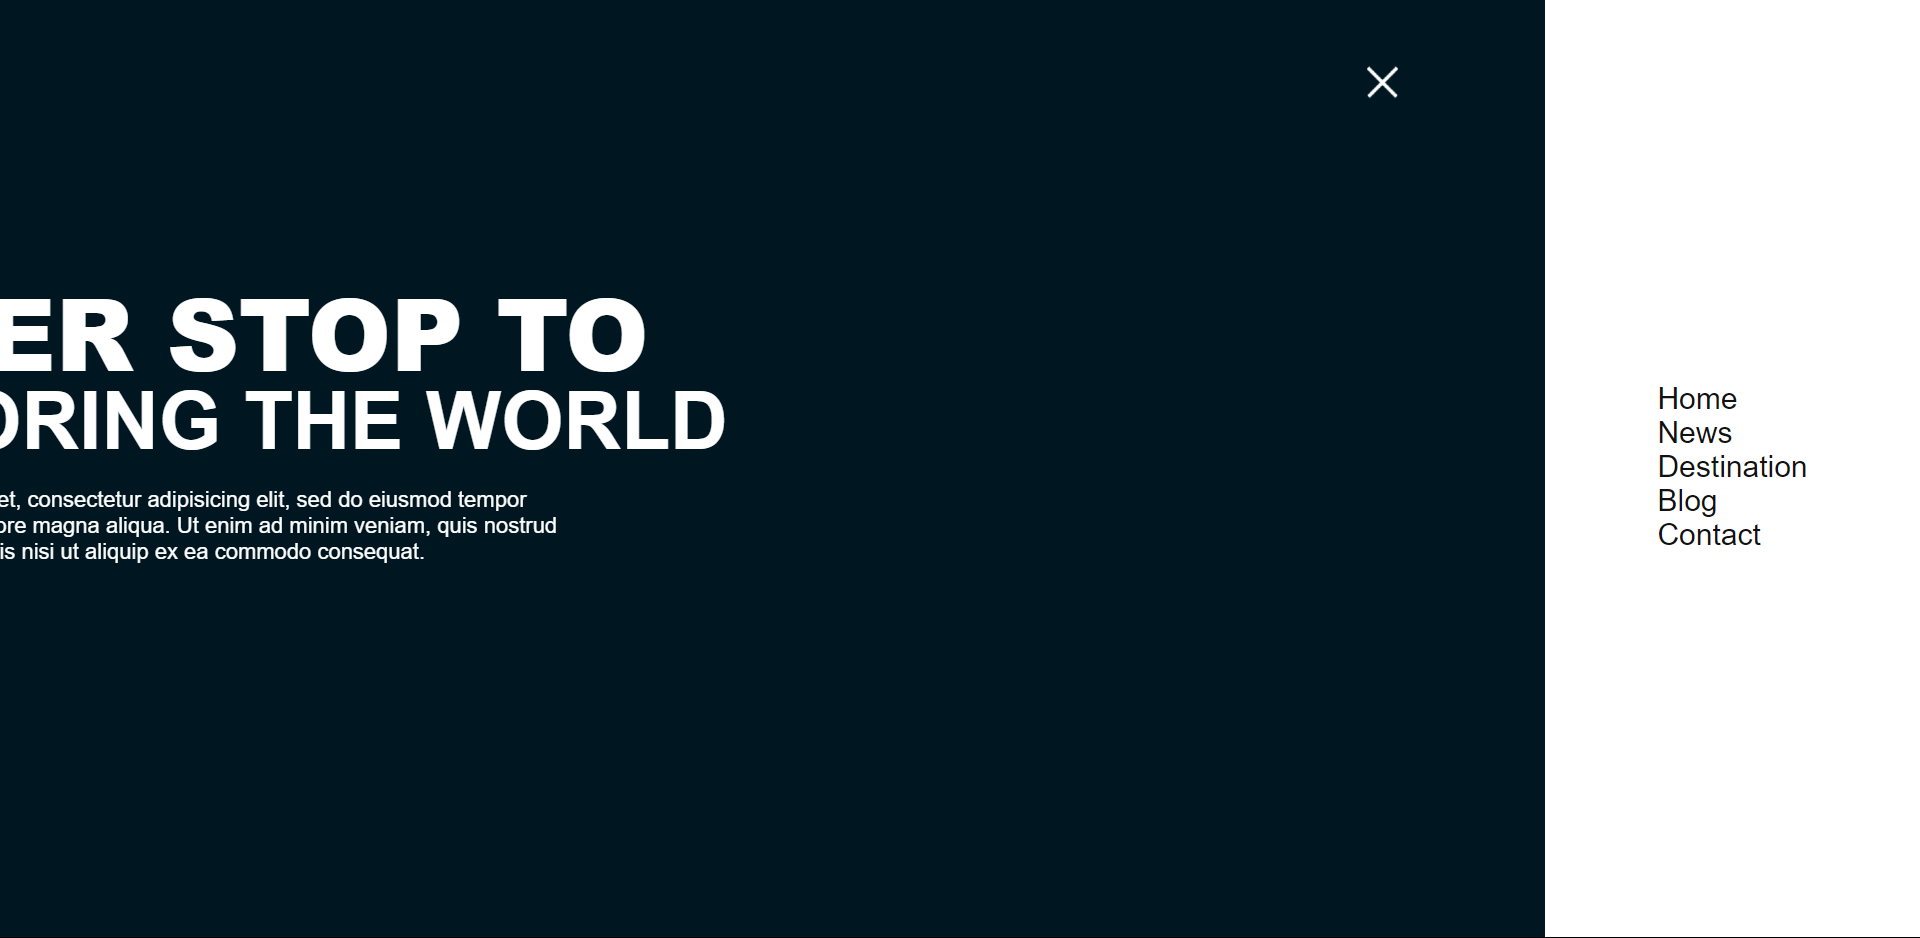 ER STOP TO
ORING THE WORLD
et, consectetur adipisicing elit, sed do eiusmod tempor
ore magna aliqua. Ut enim ad minim veniam, quis nostrud
is nisi ut aliquip ex ea commodo consequat.
Home
News
Destination
Blog
Contact